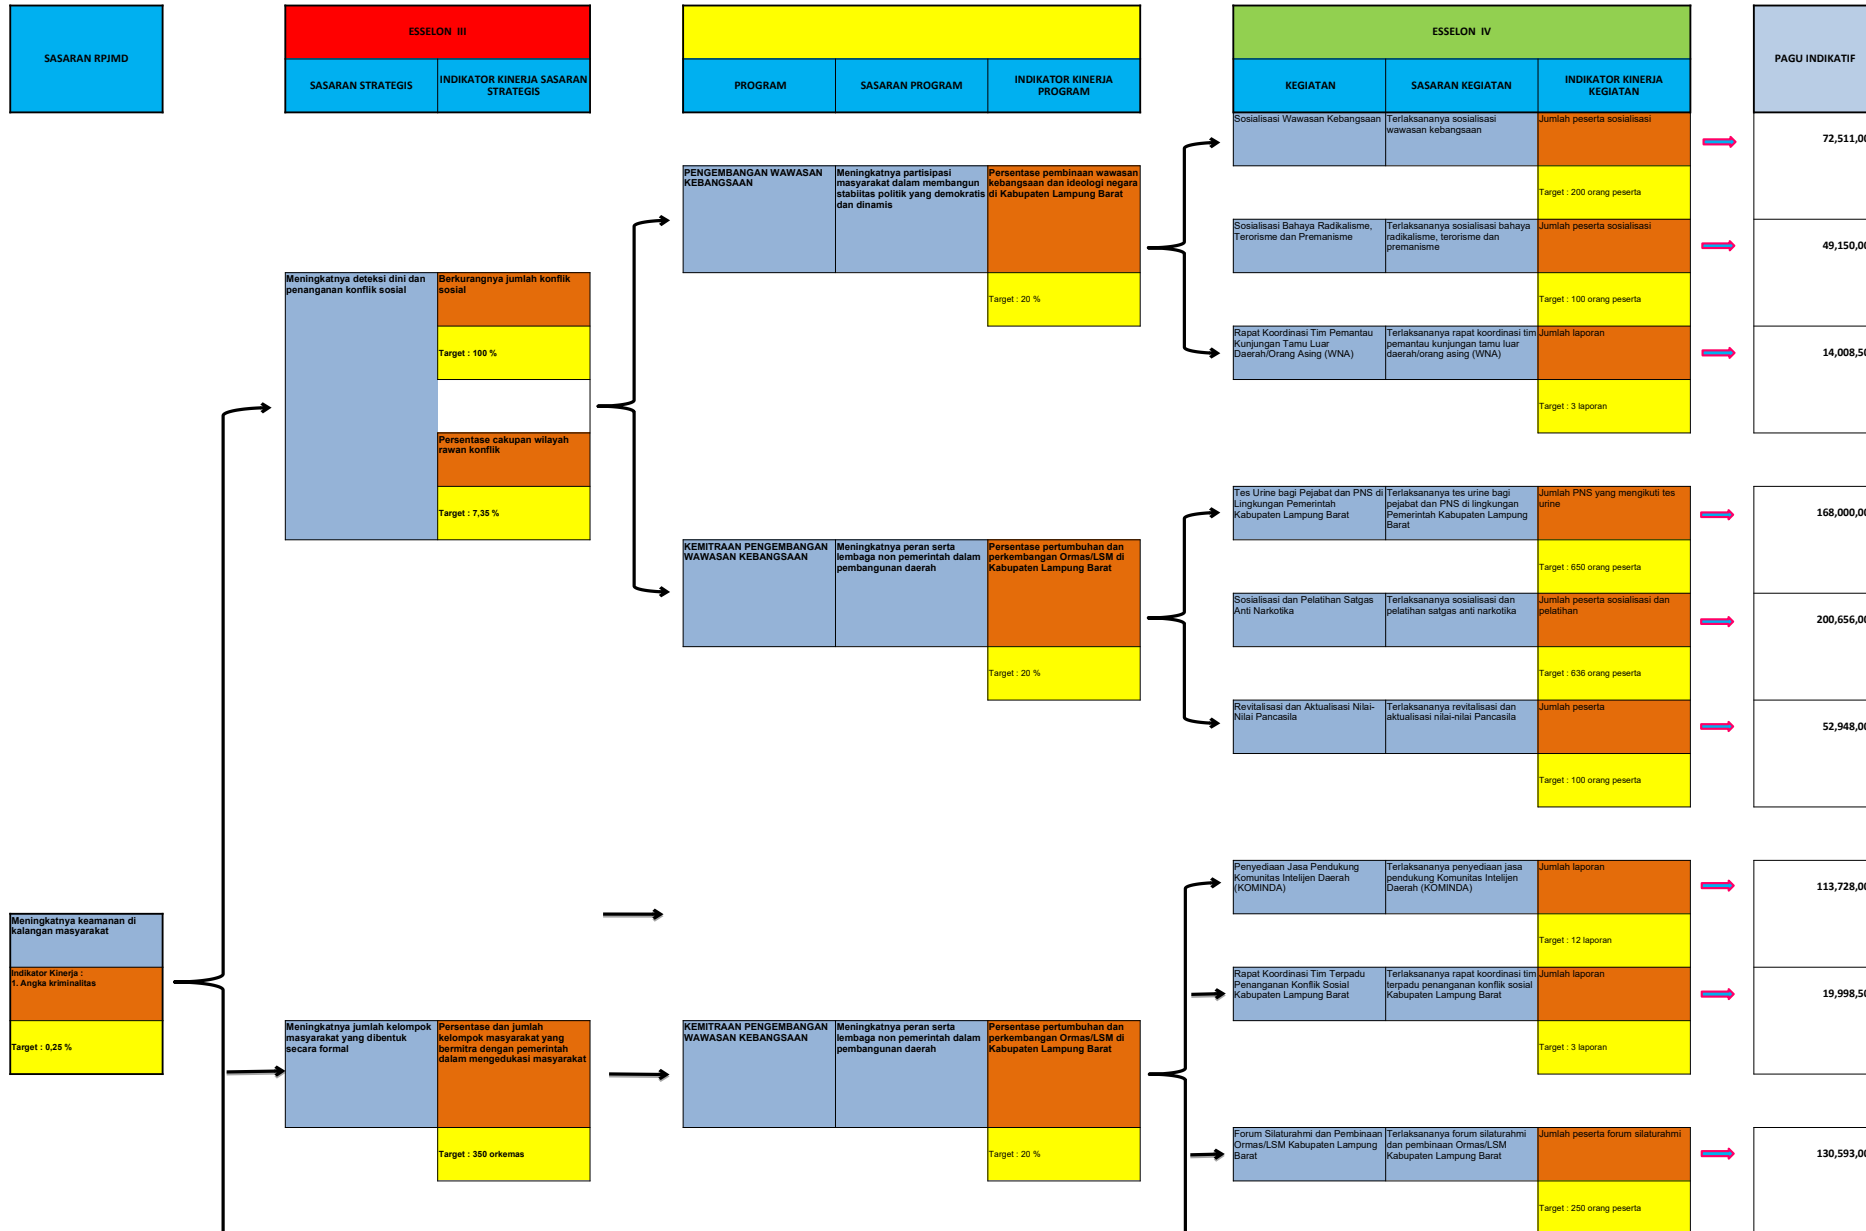 SASARAN RPJMD
ESSELON III
SASARAN STRATEGIS
INDIKATOR KINERJA SASARAN
STRATEGIS
PROGRAM
SASARAN PROGRAM
INDIKATOR KINERJA
PROGRAM
ESSELON IV
KEGIATAN
SASARAN KEGIATAN
INDIKATOR KINERJA
KEGIATAN
PAGU INDIKATIF
Sosialisasi Wawasan Kebangsaan
Terlaksananya sosialisasi
wawasan kebangsaan
Jumlah peserta sosialisasi
72,511,00
Target : 200 orang peserta
PENGEMBANGAN WAWASAN
KEBANGSAAN
Meningkatnya partisipasi
masyarakat dalam membangun
stabiitas politik yang demokratis
dan dinamis
Persentase pembinaan wawasan
kebangsaan dan ideologi negara
di Kabupaten Lampung Barat
Target : 20 %
Sosialisasi Bahaya Radikalisme,
Terorisme dan Premanisme
Terlaksananya sosialisasi bahaya
radikalisme, terorisme dan
premanisme
Jumlah peserta sosialisasi
49,150,00
Target : 100 orang peserta
Meningkatnya deteksi dini dan
penanganan konflik sosial
Berkurangnya jumlah konflik
sosial
Target : 100 %
Rapat Koordinasi Tim Pemantau
Kunjungan Tamu Luar
Daerah/Orang Asing (WNA)
Terlaksananya rapat koordinasi tim
pemantau kunjungan tamu luar
daerah/orang asing (WNA)
Jumlah laporan
14,008,50
Target : 3 laporan
Persentase cakupan wilayah
rawan konflik
Target : 7,35 %
Tes Urine bagi Pejabat dan PNS di
Lingkungan Pemerintah
Kabupaten Lampung Barat
Terlaksananya tes urine bagi
pejabat dan PNS di lingkungan
Pemerintah Kabupaten Lampung
Barat
Jumlah PNS yang mengikuti tes
urine
168,000,00
Target : 650 orang peserta
KEMITRAAN PENGEMBANGAN
WAWASAN KEBANGSAAN
Meningkatnya peran serta
lembaga non pemerintah dalam
pembangunan daerah
Persentase pertumbuhan dan
perkembangan Ormas/LSM di
Kabupaten Lampung Barat
Target : 20 %
Sosialisasi dan Pelatihan Satgas
Anti Narkotika
Terlaksananya sosialisasi dan
pelatihan satgas anti narkotika
Jumlah peserta sosialisasi dan
pelatihan
200,656,00
Target : 636 orang peserta
Revitalisasi dan Aktualisasi Nilai-
Nilai Pancasila
Terlaksananya revitalisasi dan
aktualisasi nilai-nilai Pancasila
Jumlah peserta
52,948,00
Target : 100 orang peserta
Penyediaan Jasa Pendukung
Komunitas Intelijen Daerah
(KOMINDA)
Terlaksananya penyediaan jasa
pendukung Komunitas Intelijen
Daerah (KOMINDA)
Jumlah laporan
113,728,00
Target : 12 laporan
Meningkatnya keamanan di
kalangan masyarakat
Indikator Kinerja :
1. Angka kriminalitas
Target : 0,25 %
Rapat Koordinasi Tim Terpadu
Penanganan Konflik Sosial
Kabupaten Lampung Barat
Terlaksananya rapat koordinasi tim
terpadu penanganan konflik sosial
Kabupaten Lampung Barat
Jumlah laporan
19,998,50
Target : 3 laporan
Meningkatnya jumlah kelompok
masyarakat yang dibentuk
secara formal
Persentase dan jumlah
kelompok masyarakat yang
bermitra dengan pemerintah
dalam mengedukasi masyarakat
Target : 350 orkemas
KEMITRAAN PENGEMBANGAN
WAWASAN KEBANGSAAN
Meningkatnya peran serta
lembaga non pemerintah dalam
pembangunan daerah
Persentase pertumbuhan dan
perkembangan Ormas/LSM di
Kabupaten Lampung Barat
Target : 20 %
Forum Silaturahmi dan Pembinaan
Ormas/LSM Kabupaten Lampung
Barat
Terlaksananya forum silaturahmi
dan pembinaan Ormas/LSM
Kabupaten Lampung Barat
Jumlah peserta forum silaturahmi
130,593,00
Target : 250 orang peserta